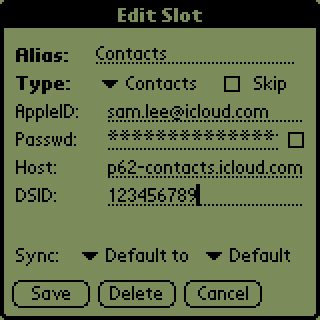 Edit Slot
Alias: Contacts
Type: Contacts Skip
AppleID: sam.lee@icloud.com
Passwd: **************
Host: p62-contacts.icloud.com
DSID: 123456789
Sync: Default to Default
Save Delete Cancel